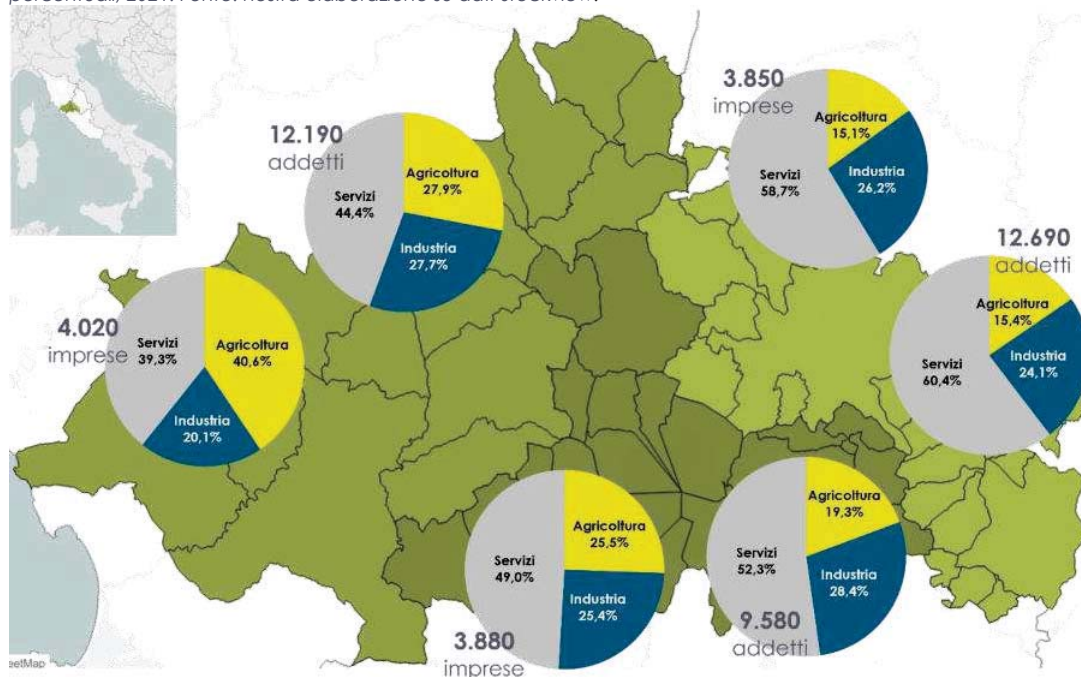 3.850
imprese
Agricoltura
15,1%
Servizi
58,7%
Industria
26,2%
12.190
addetti
Agricoltura
27,9%
Servizi
44,4%
Industria
27,7%
12.690
addetti
Agricoltura
15,4%
Servizi
60,4%
Industria
24,1%
4.020
imprese
Servizi
39,3%
Agricoltura
40,6%
Industria
20,1%
Agricoltura
25,5%
Servizi
49,0%
Industria
25,4%
3.880
imprese
Agricoltura
19,3%
Servizi
52,3%
Industria
28,4%
9.580
addetti
eetMap